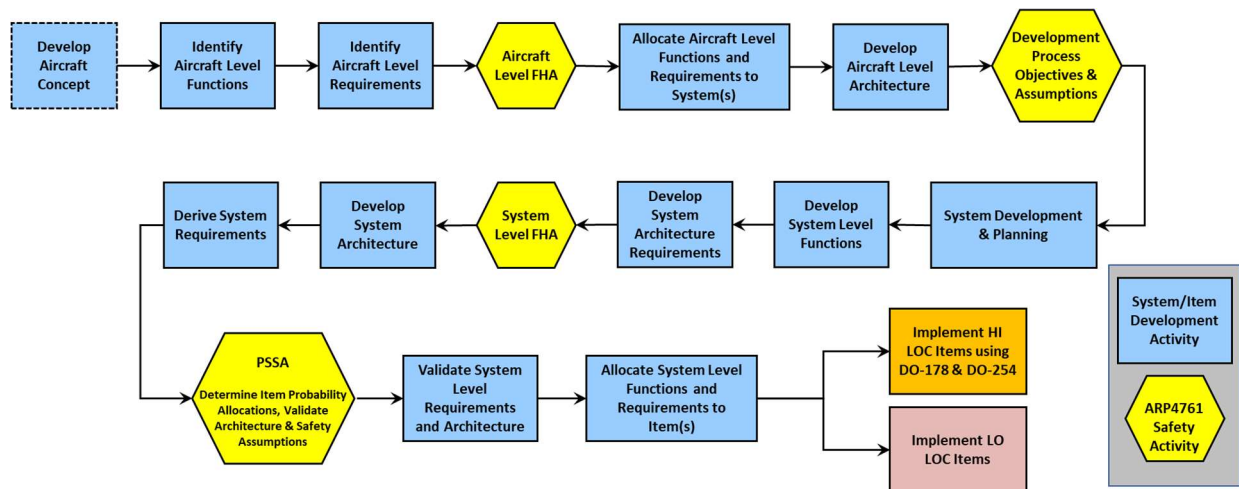 Develop
Aircraft
Concept
Identify
Aircraft Level
Functions
Identify
Aircraft Level
Requirements
Aircraft
Level FHA
Allocate Aircraft Level
Functions and
Requirements to
System(s)
Develop
Aircraft Level
Architecture
Development
Process
Objectives &
Assumptions
Derive System
Requirements
Develop
System
Architecture
System
Level FHA
Develop
System
Architecture
Requirements
Develop
System Level
Functions
System Development
& Planning
PSSA
Determine Item Probability
Allocations, Validate
Architecture & Safety
Assumptions
Validate System
Level
Requirements
and Architecture
Allocate System Level
Functions and
Requirements to
Item(s)
Implement HI
LOC Items using
DO-178 & DO-254
Implement LO
LOC Items
System/Item
Development
Activity
ARP4761
Safety
Activity